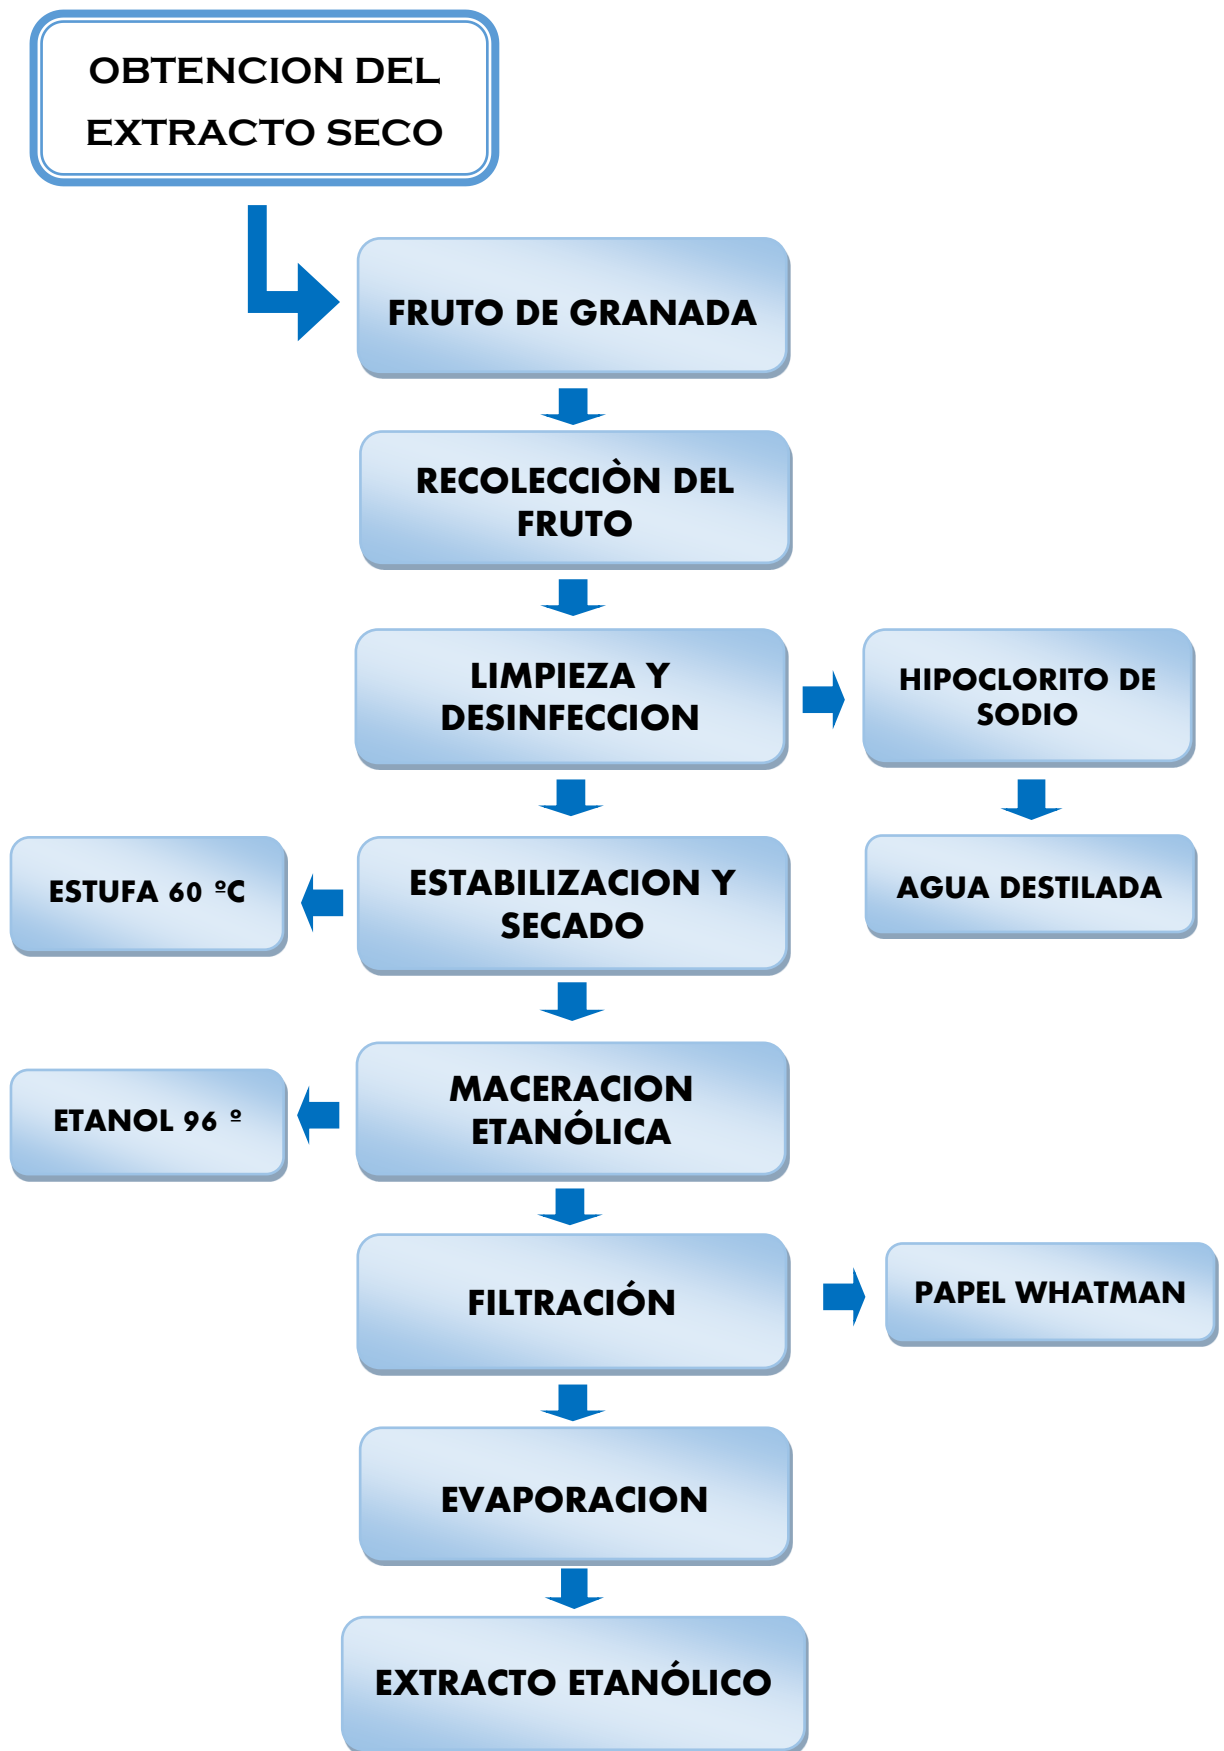 OBTENCION DEL
EXTRACTO SECO
FRUTO DE GRANADA
RECOLECCIÒN DEL
FRUTO
LIMPIEZA Y
DESINFECCION
HIPOCLORITO DE
SODIO
AGUA DESTILADA
ESTABILIZACION Y
SECADO
ESTUFA 60 ºC
MACERACION
ETANÓLICA
ETANOL 96 º
FILTRACIÓN
PAPEL WHATMAN
EVAPORACION
EXTRACTO ETANÓLICO